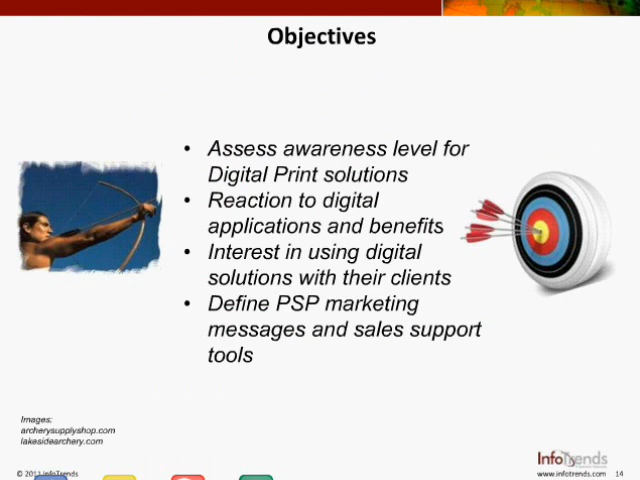 Objectives
• Assess awareness level for
Digital Print solutions
• Reaction to digital
applications and benefits
• Interest in using digital
solutions with their clients
• Define PSP marketing
messages and sales support
tools
Images:
archerysupplyshop.com
lakesidearchery.com
InfoTrends
© 2011 InfoTrends
www.infotrends.com 14